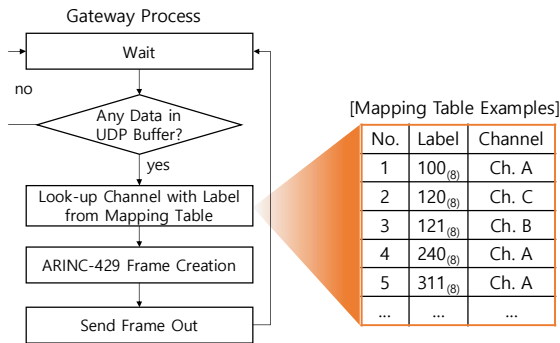 Gateway Process
Wait
no
Any Data in
UDP Buffer?
yes
Look-up Channel with Label
from Mapping Table
ARINC-429 Frame Creation
Send Frame Out
[Mapping Table Examples]
No. Label Channel
1 100(8) Ch. A
2 120(8) Ch. C
3 121(8) Ch. B
4 240(8) Ch. A
5 311(8) Ch. A
... ... ...